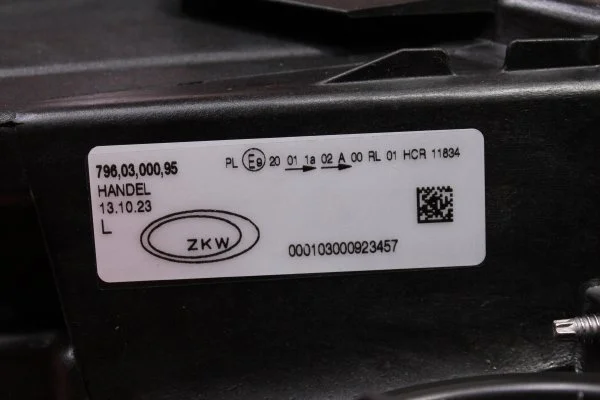 796,03,000,95
HANDEL
13.10.23
L
ZKW
PL E9 20 01 1a 02 A 00 RL 01 HCR 11834
000103000923457